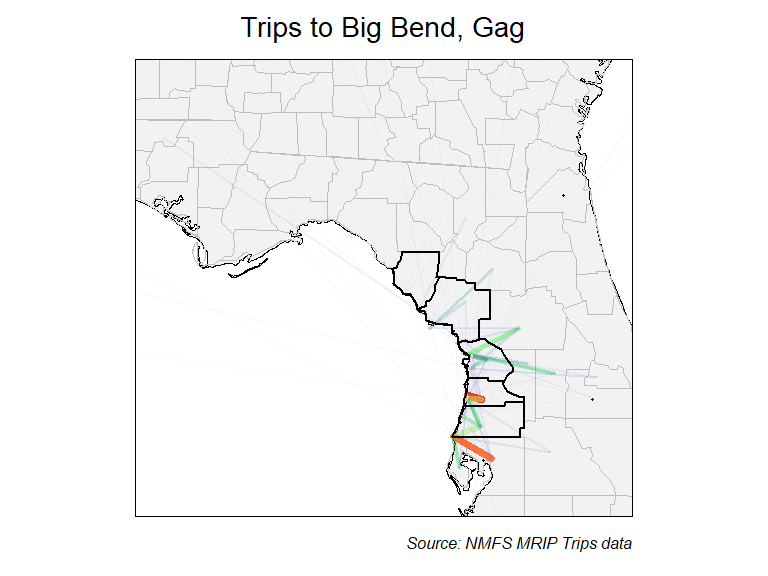 Trips to Big Bend, Gag
Source: NMFS MRIP Trips data